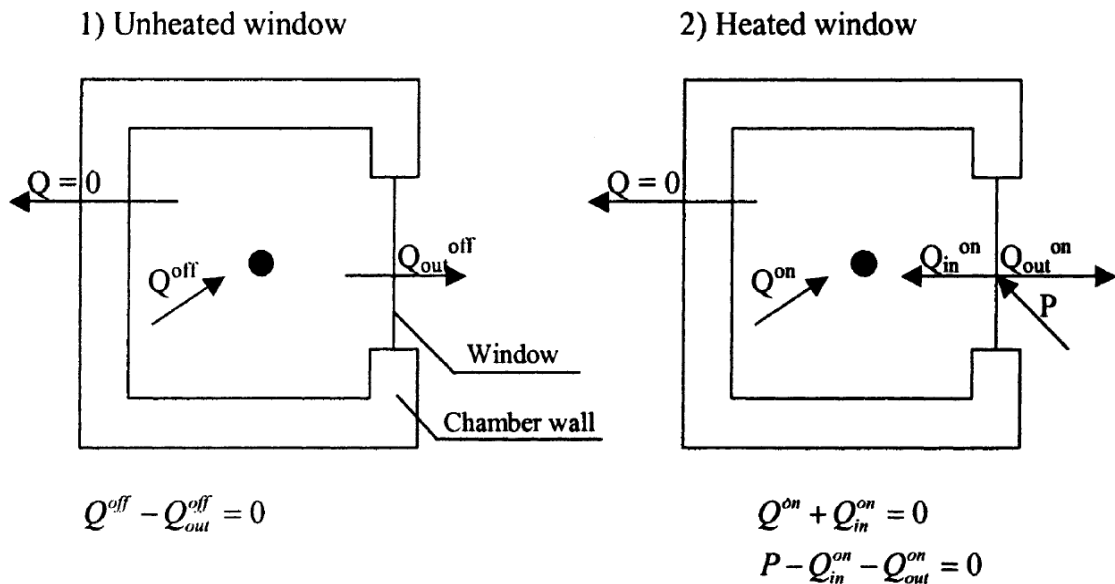 1) Unheated window
2) Heated window
Q = 0
Q^off
Q_out^off
Window
Chamber wall
Q = 0
Q^on
Q_in^on
Q_out^on
P
Q^off − Q_out^off = 0
Q^on + Q_in^on = 0
P − Q_in^on − Q_out^on = 0